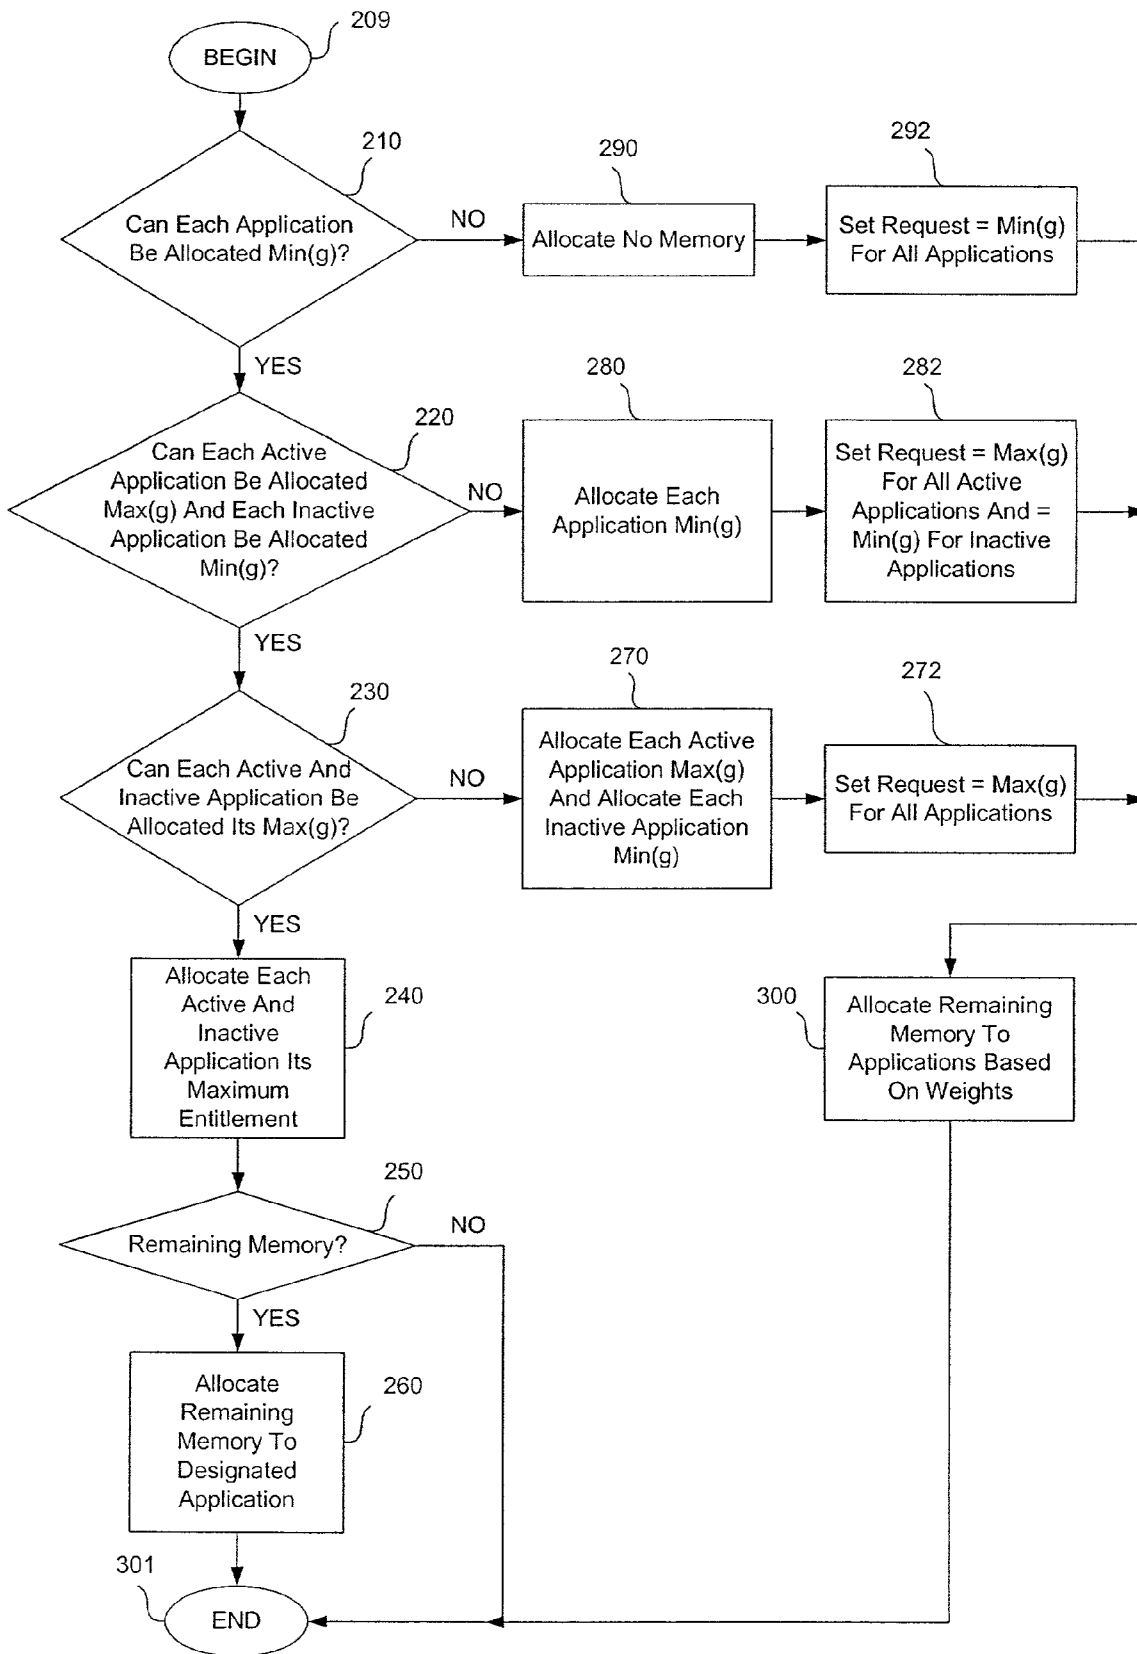 209
BEGIN
210
Can Each Application
Be Allocated Min(g)?
NO
290
Allocate No Memory
292
Set Request = Min(g)
For All Applications
YES
220
Can Each Active
Application Be Allocated
Max(g) And Each Inactive
Application Be Allocated
Min(g)?
NO
280
Allocate Each
Application Min(g)
282
Set Request = Max(g)
For All Active
Applications And =
Min(g) For Inactive
Applications
YES
230
Can Each Active And
Inactive Application Be
Allocated Its Max(g)?
NO
270
Allocate Each Active
Application Max(g)
And Allocate Each
Inactive Application
Min(g)
272
Set Request = Max(g)
For All Applications
YES
240
Allocate Each
Active And
Inactive
Application Its
Maximum
Entitlement
300
Allocate Remaining
Memory To
Applications Based
On Weights
250
Remaining Memory?
NO
YES
260
Allocate
Remaining
Memory To
Designated
Application
301
END